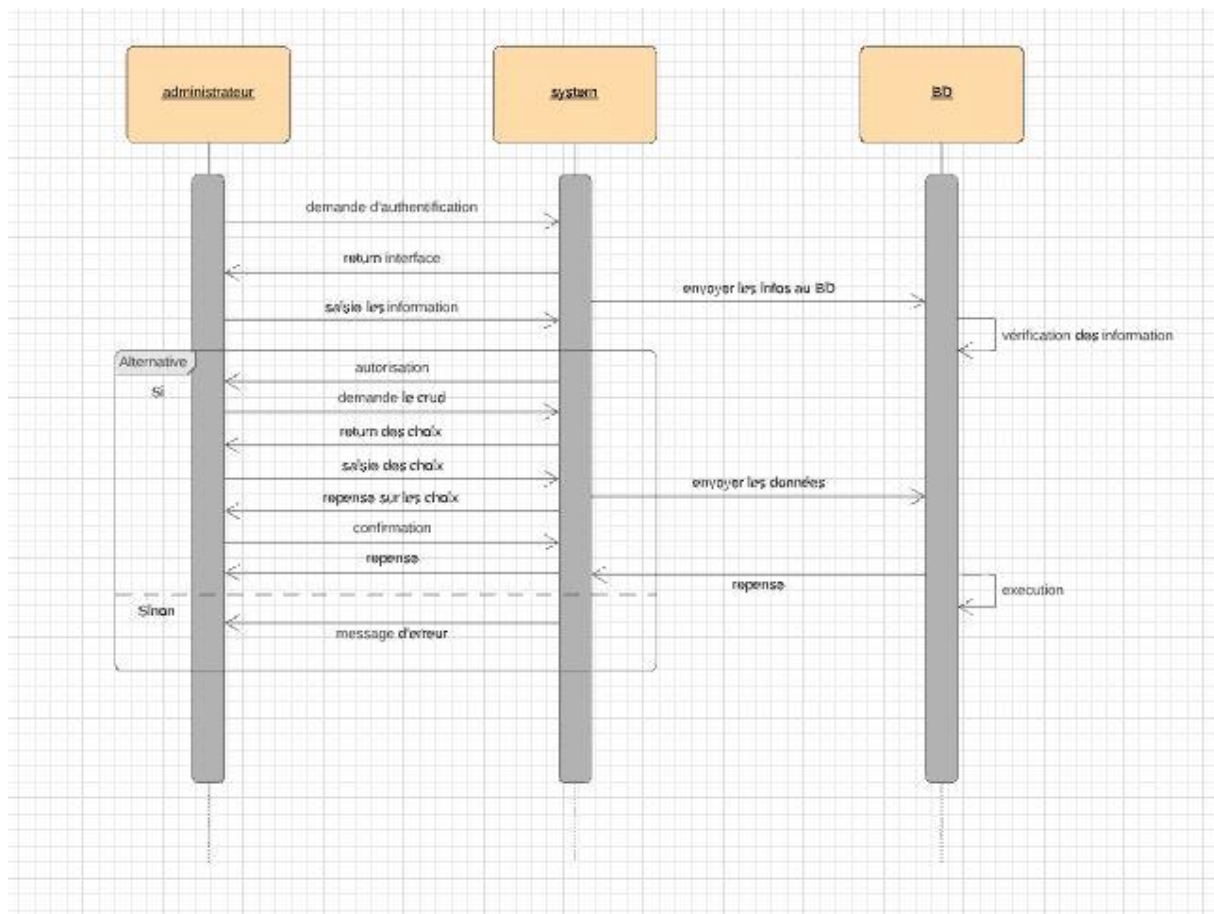 administrateur
system
BD
demande d'authentification
return interface
envoyer les infos au BD
saisie les information
vérification des information
Alternative
autorisation
Si
demande le crud
return des choix
saisie des choix
envoyer les données
repense sur les choix
confirmation
repense
repense
execution
Sinon
message d'erreur